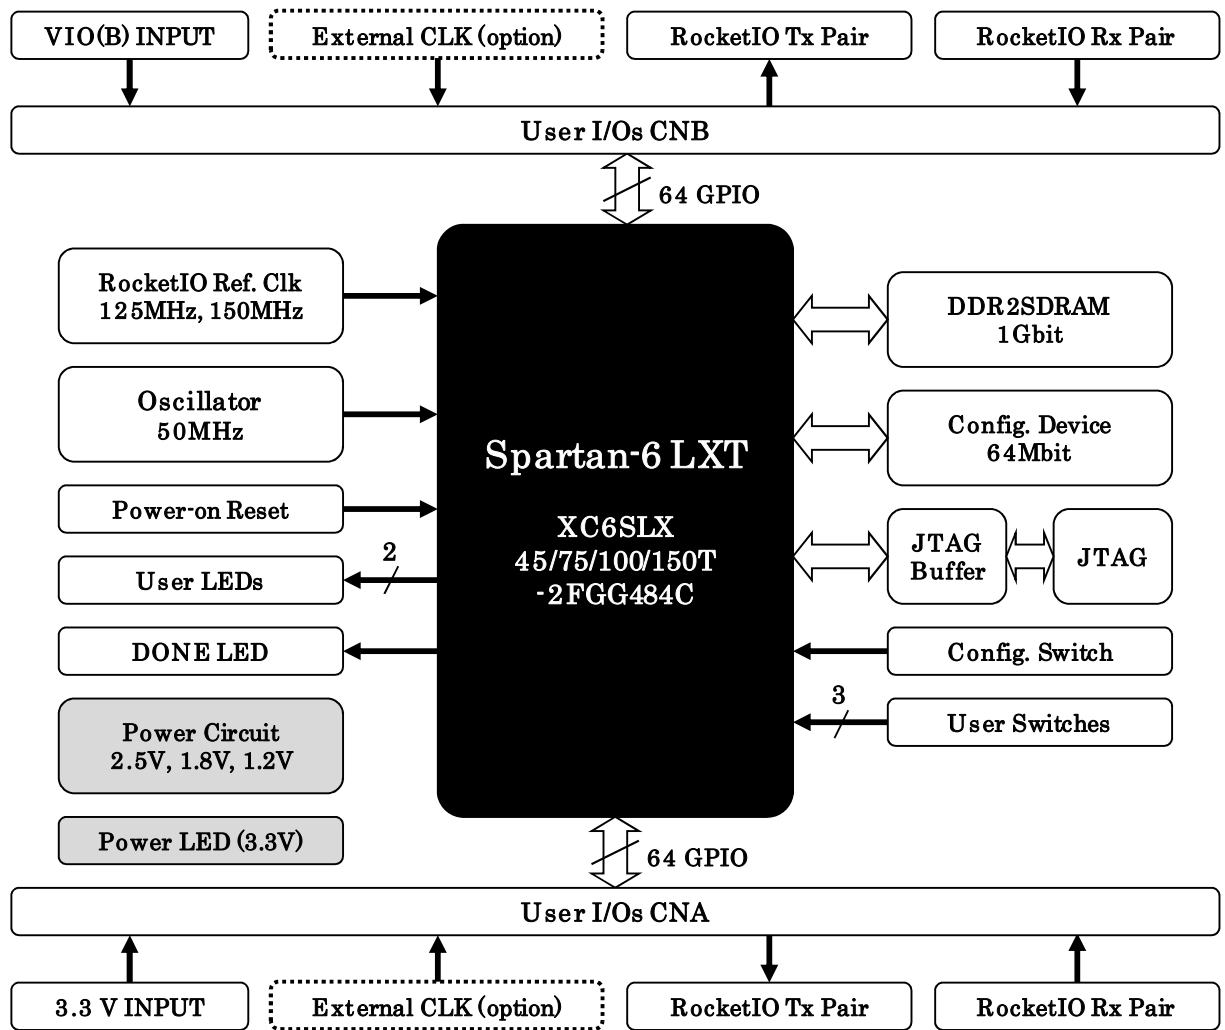 VIO(B) INPUT
External CLK (option)
RocketIO Tx Pair
RocketIO Rx Pair
User I/Os CNB
64 GPIO
RocketIO Ref. Clk
125MHz, 150MHz
Oscillator
50MHz
Power-on Reset
User LEDs
2
DONE LED
Power Circuit
2.5V, 1.8V, 1.2V
Power LED (3.3V)
Spartan-6 LXT
XC6SLX
45/75/100/150T
-2FGG484C
DDR2SDRAM
1Gbit
Config. Device
64Mbit
JTAG
Buffer
JTAG
Config. Switch
3
User Switches
64 GPIO
User I/Os CNA
3.3 V INPUT
External CLK (option)
RocketIO Tx Pair
RocketIO Rx Pair